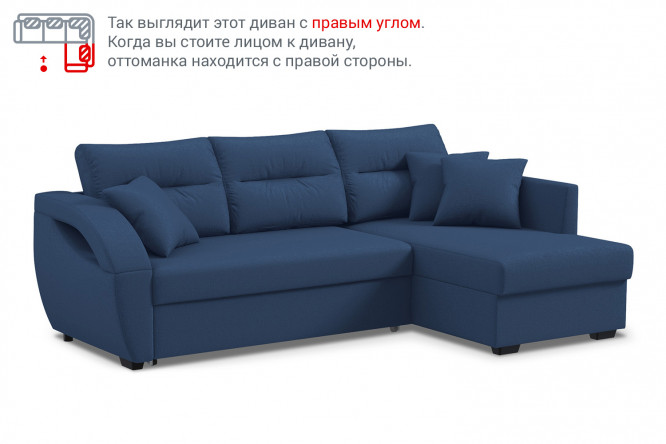 Так выглядит этот диван с правым углом.
Когда вы стоите лицом к дивану,
оттоманка находится с правой стороны.